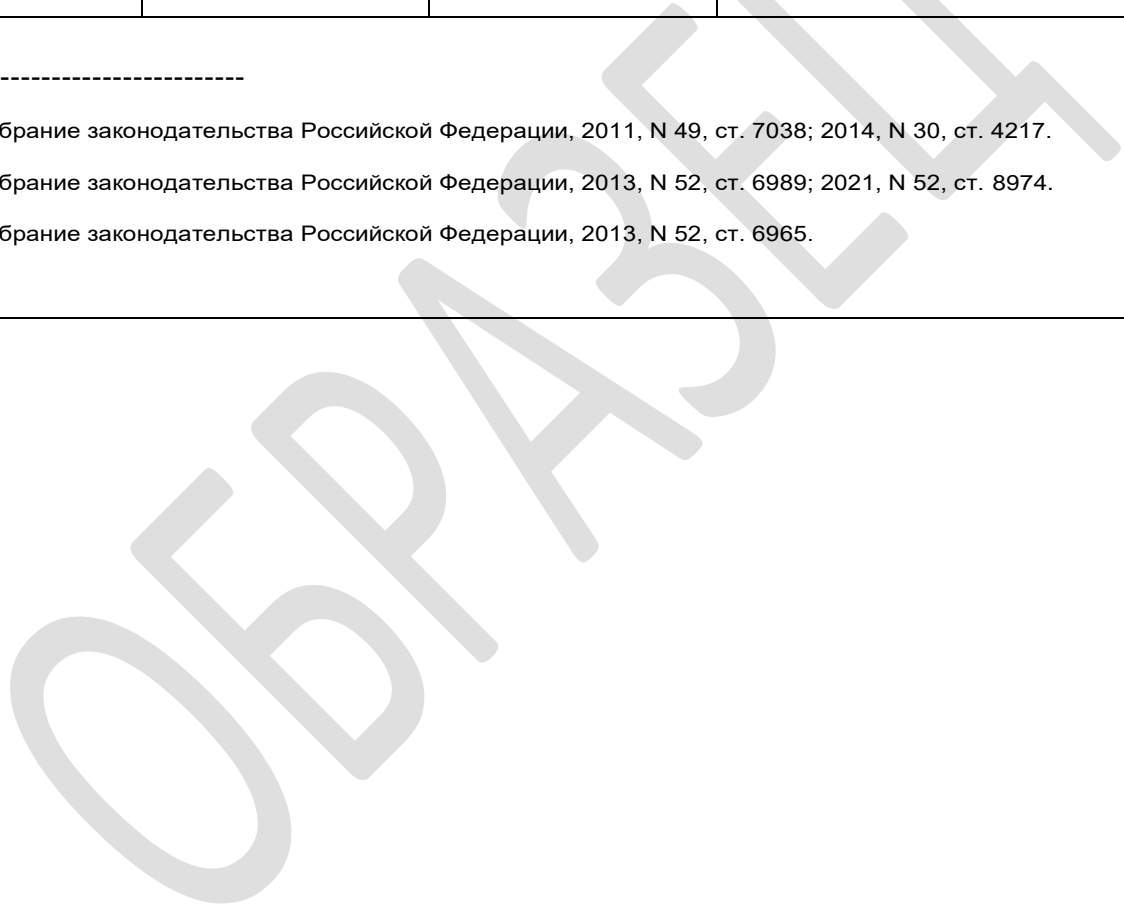 ------------------------
брание законодательства Российской Федерации, 2011, N 49, ст. 7038; 2014, N 30, ст. 4217.
брание законодательства Российской Федерации, 2013, N 52, ст. 6989; 2021, N 52, ст. 8974.
брание законодательства Российской Федерации, 2013, N 52, ст. 6965.
ОБРАЗЕЦ